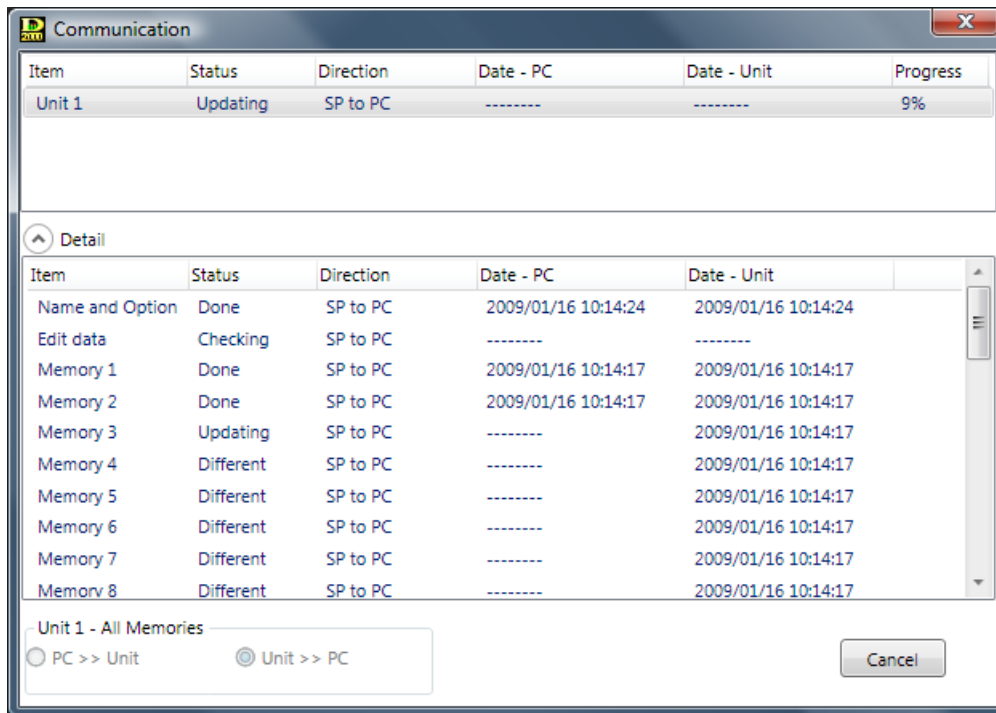 Communication
Item Status Direction Date - PC Date - Unit Progress
Unit 1 Updating SP to PC -------- -------- 9%
Detail
Item Status Direction Date - PC Date - Unit
Name and Option Done SP to PC 2009/01/16 10:14:24 2009/01/16 10:14:24
Edit data Checking SP to PC -------- --------
Memory 1 Done SP to PC 2009/01/16 10:14:17 2009/01/16 10:14:17
Memory 2 Done SP to PC 2009/01/16 10:14:17 2009/01/16 10:14:17
Memory 3 Updating SP to PC -------- 2009/01/16 10:14:17
Memory 4 Different SP to PC -------- 2009/01/16 10:14:17
Memory 5 Different SP to PC -------- 2009/01/16 10:14:17
Memory 6 Different SP to PC -------- 2009/01/16 10:14:17
Memory 7 Different SP to PC -------- 2009/01/16 10:14:17
Memory 8 Different SP to PC -------- 2009/01/16 10:14:17
Unit 1 - All Memories
PC >> Unit Unit >> PC
Cancel